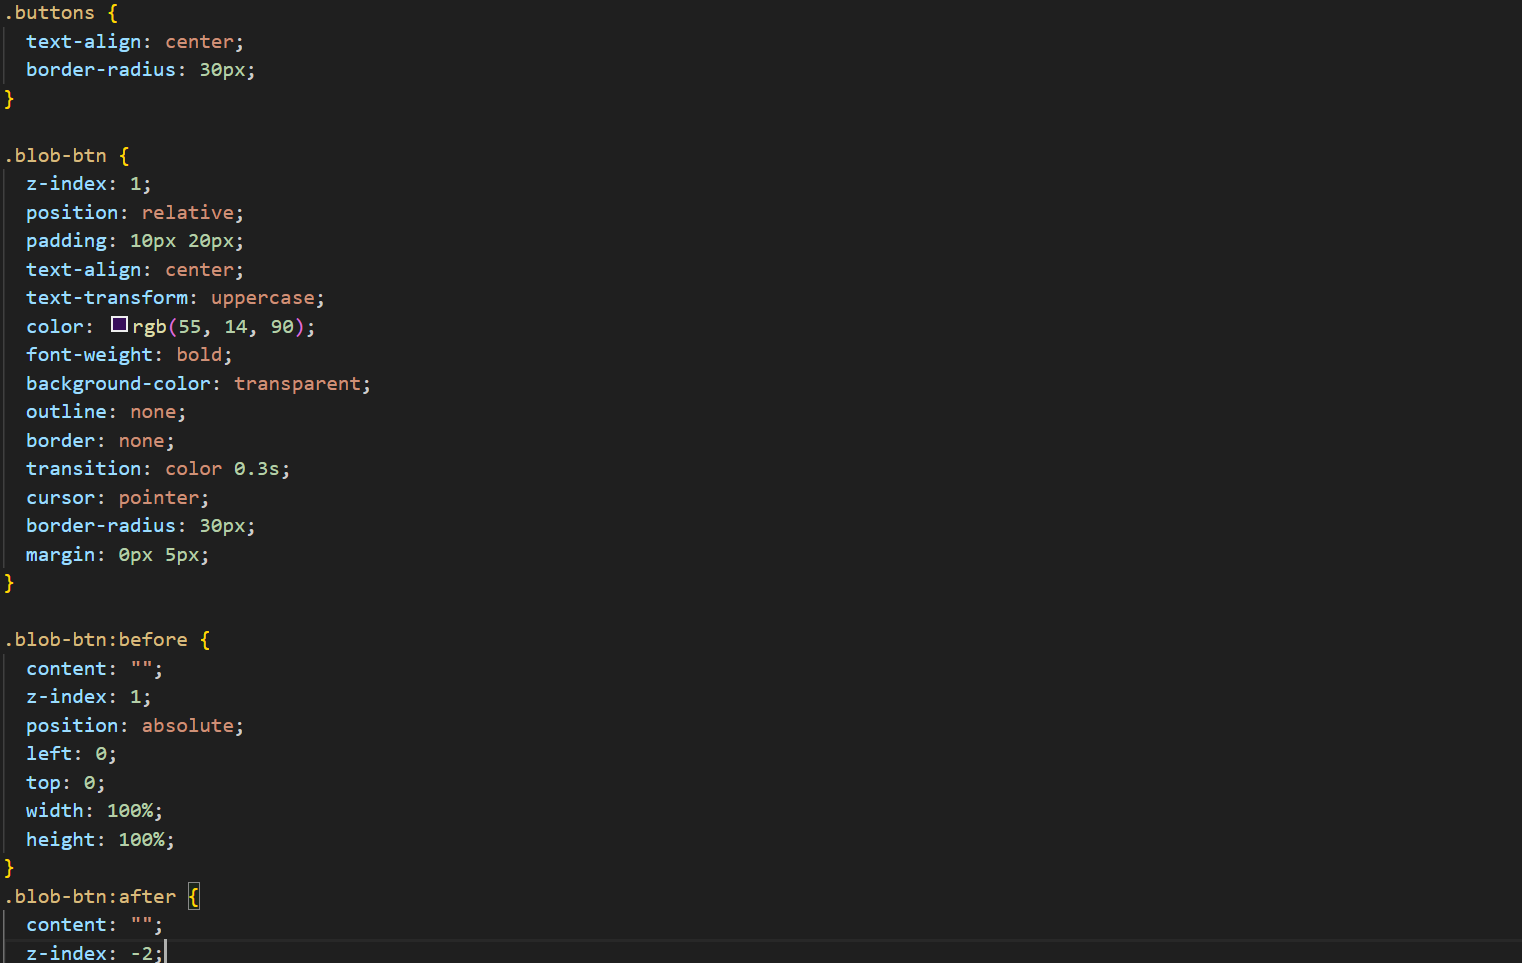 .buttons {
  text-align: center;
  border-radius: 30px;
}

.blob-btn {
  z-index: 1;
  position: relative;
  padding: 10px 20px;
  text-align: center;
  text-transform: uppercase;
  color: rgb(55, 14, 90);
  font-weight: bold;
  background-color: transparent;
  outline: none;
  border: none;
  transition: color 0.3s;
  cursor: pointer;
  border-radius: 30px;
  margin: 0px 5px;
}

.blob-btn:before {
  content: "";
  z-index: 1;
  position: absolute;
  left: 0;
  top: 0;
  width: 100%;
  height: 100%;
}
.blob-btn:after {
  content: "";
  z-index: -2;